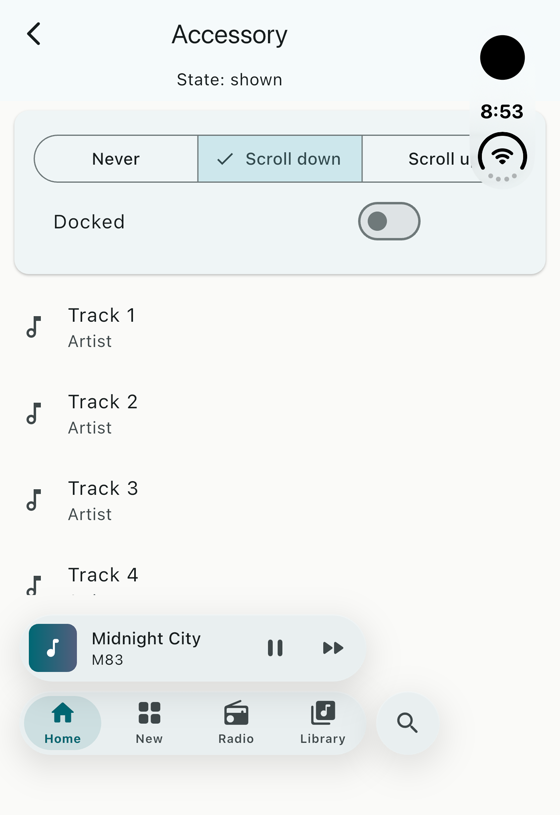 Accessory
State: shown
8:53
Never
Scroll down
Scroll u
Docked
Track 1
Artist
Track 2
Artist
Track 3
Artist
Track 4
Midnight City
M83
Home
New
Radio
Library